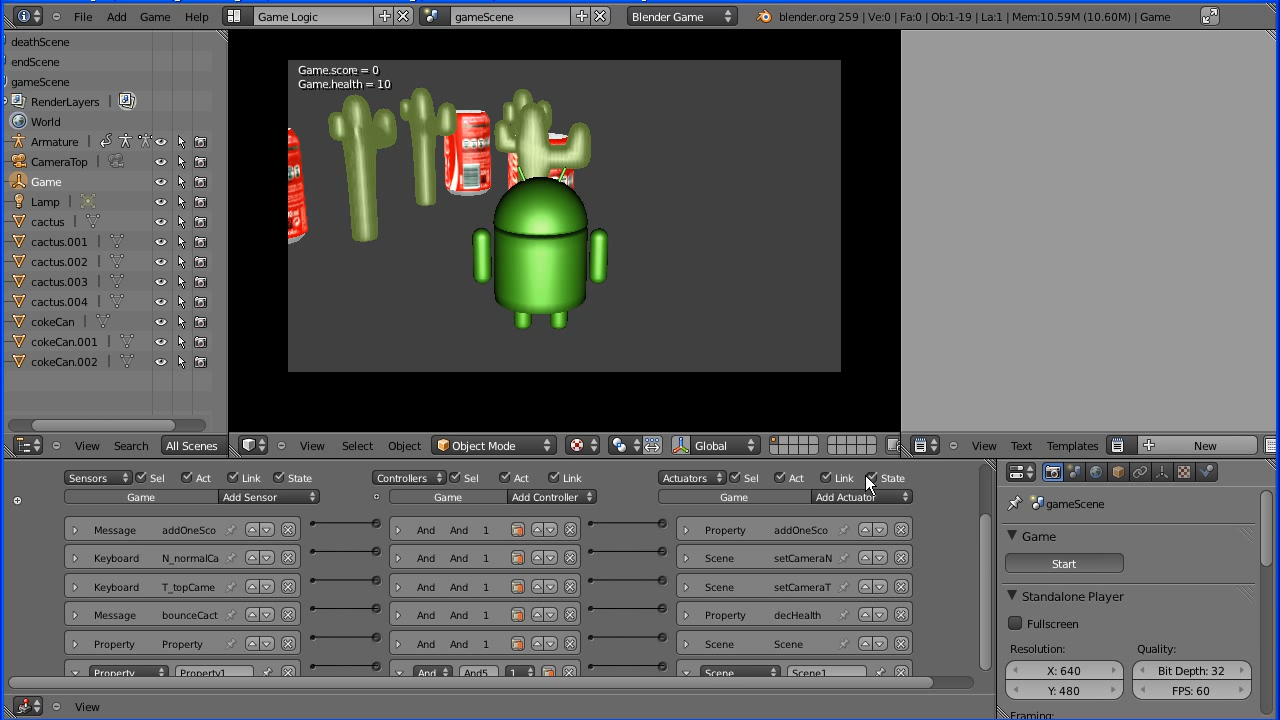 File Add Game Help Game Logic gameScene Blender Game blender.org 259 | Ve:0 | Fa:0 | Ob:1-19 | La:1 | Mem:10.59M (10.60M) | Game
deathScene
endScene
gameScene
RenderLayers
World
Armature
CameraTop
Game
Lamp
cactus
cactus.001
cactus.002
cactus.003
cactus.004
cokeCan
cokeCan.001
cokeCan.002
Game.score = 0
Game.health = 10
View Search All Scenes
View Select Object Object Mode Global
View Text Templates New
Sensors Sel Act Link State
Game Add Sensor
Controllers Sel Act Link
Game Add Controller
Actuators Sel Act Link State
Game Add Actuator
Message addOneSco And And 1 Property addOneSco
Keyboard N_normalCa And And 1 Scene setCameraN
Keyboard T_topCame And And 1 Scene setCameraT
Message bounceCact And And 1 Property decHealth
Property Property And And 1 Scene Scene
Property Property1 And And5 1 Scene Scene1
gameScene
Game
Start
Standalone Player
Fullscreen
Resolution: Quality:
X: 640 Bit Depth: 32
Y: 480 FPS: 60
Framing:
View